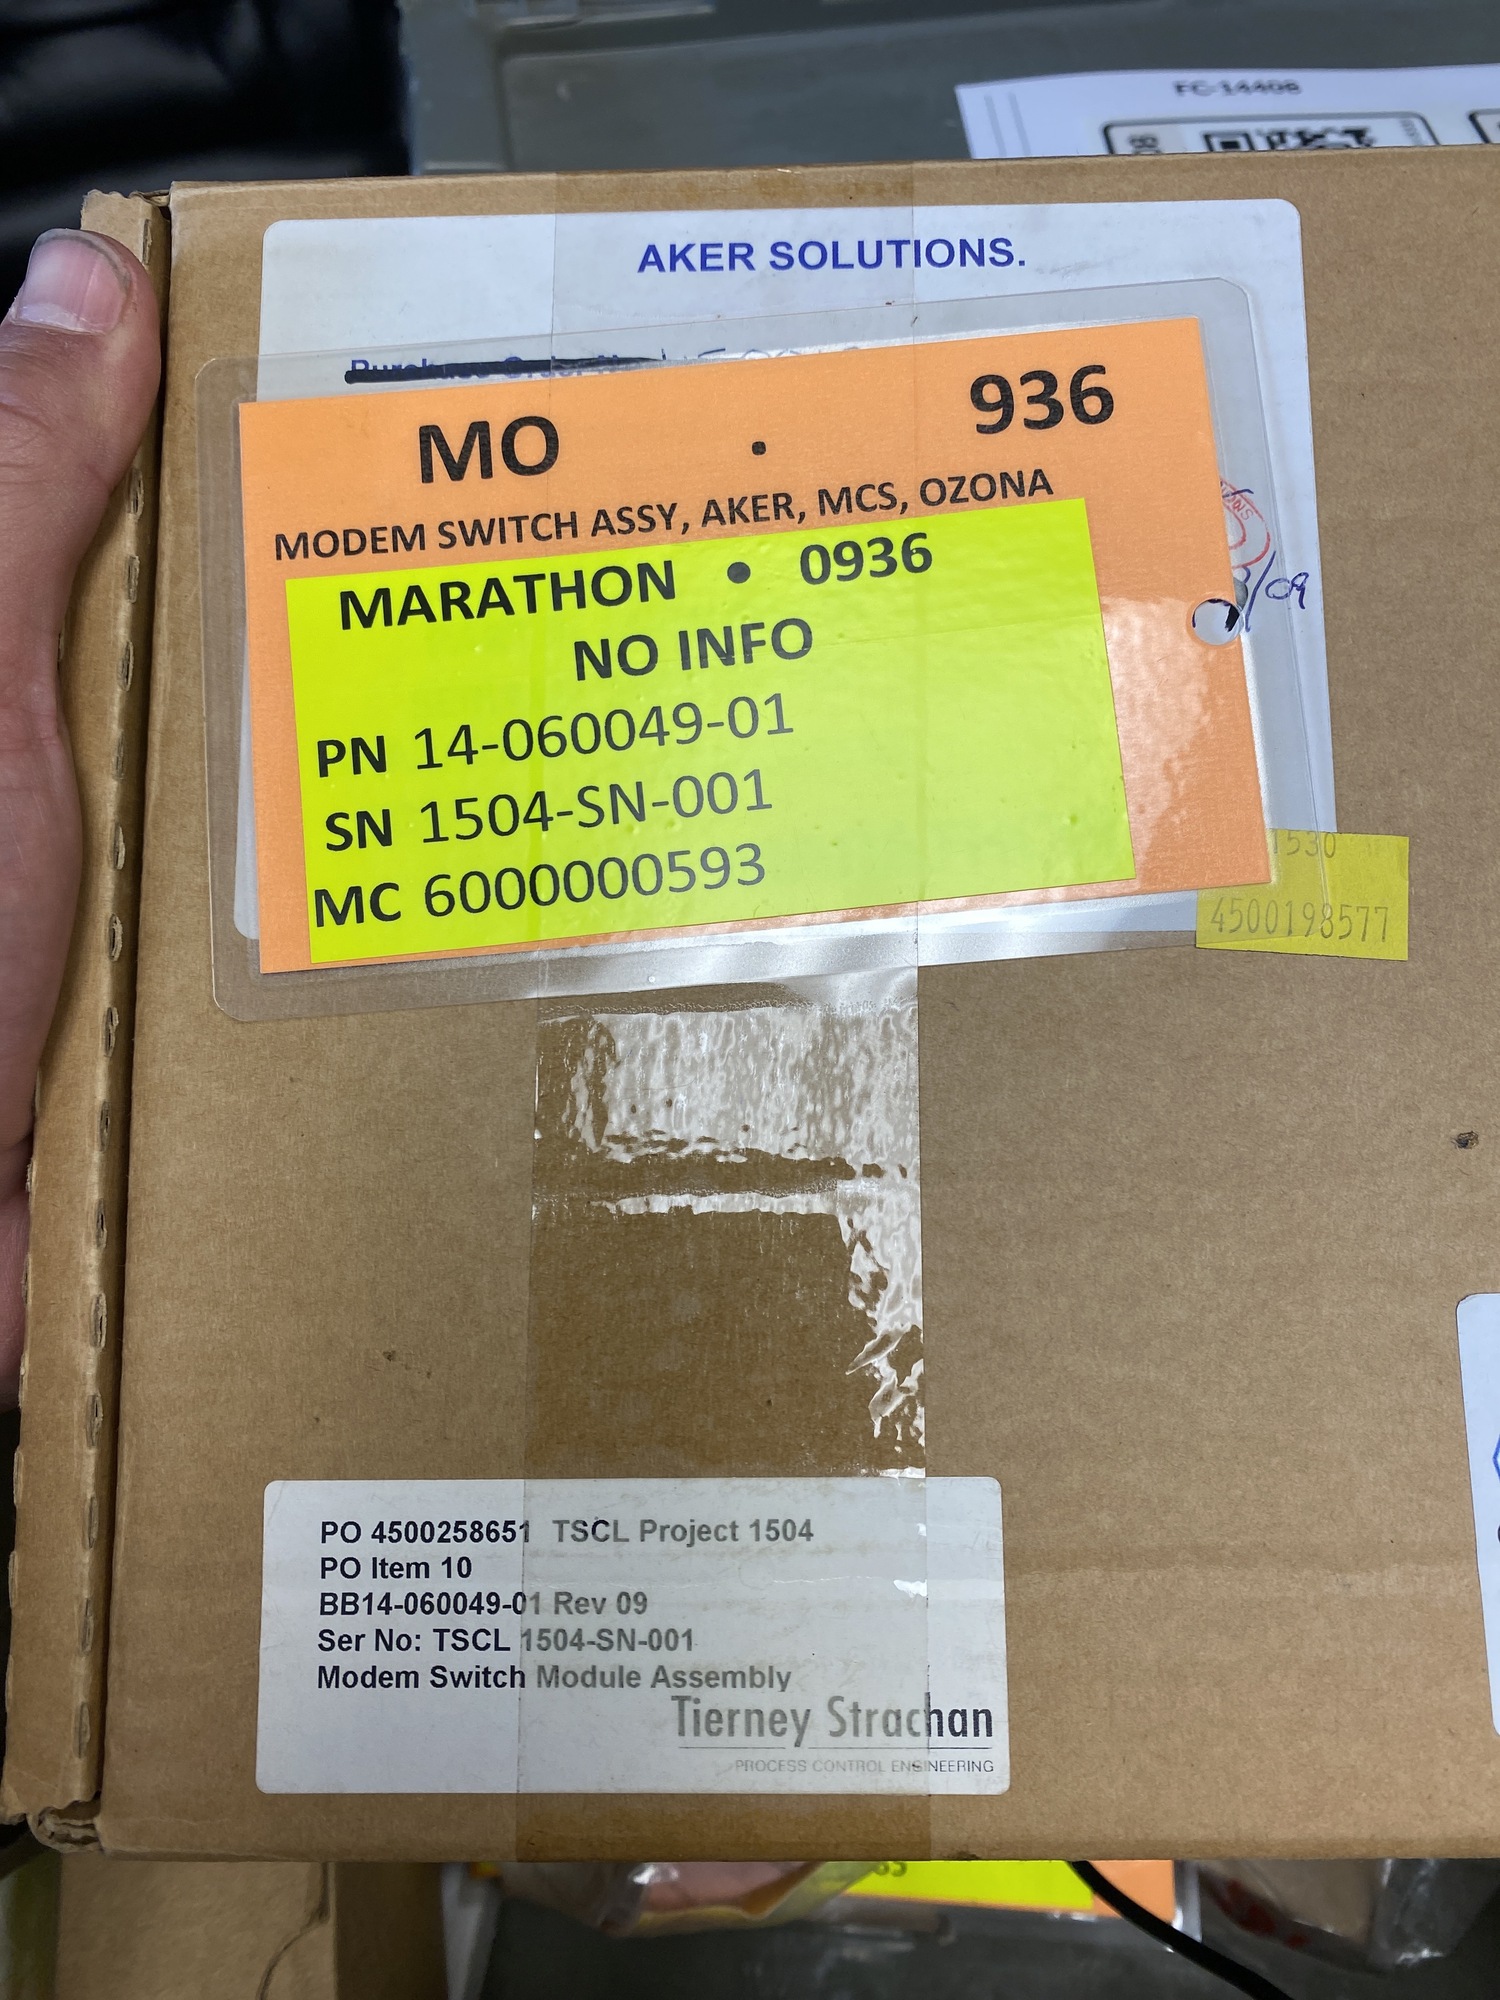 FC-14408
AKER SOLUTIONS.
MO . 936
MODEM SWITCH ASSY, AKER, MCS, OZONA
MARATHON • 0936
NO INFO
PN 14-060049-01
SN 1504-SN-001
MC 6000000593
/09
1530
4500198577
PO 4500258651 TSCL Project 1504
PO Item 10
BB14-060049-01 Rev 09
Ser No: TSCL 1504-SN-001
Modem Switch Module Assembly
Tierney Strachan
PROCESS CONTROL ENGINEERING